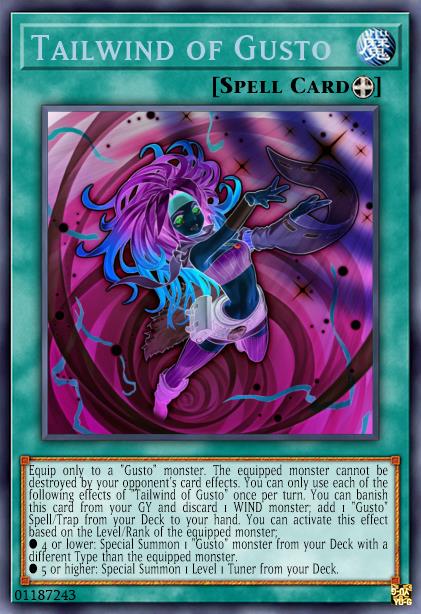 Tailwind of Gusto
魔
[Spell Card]
Equip only to a "Gusto" monster. The equipped monster cannot be
destroyed by your opponent's card effects. You can only use each of the
following effects of "Tailwind of Gusto" once per turn. You can banish
this card from your GY and discard 1 WIND monster; add 1 "Gusto"
Spell/Trap from your Deck to your hand. You can activate this effect
based on the Level/Rank of the equipped monster;
● 4 or lower: Special Summon 1 "Gusto" monster from your Deck with a
different Type than the equipped monster.
● 5 or higher: Special Summon 1 Level 1 Tuner from your Deck.
01187243